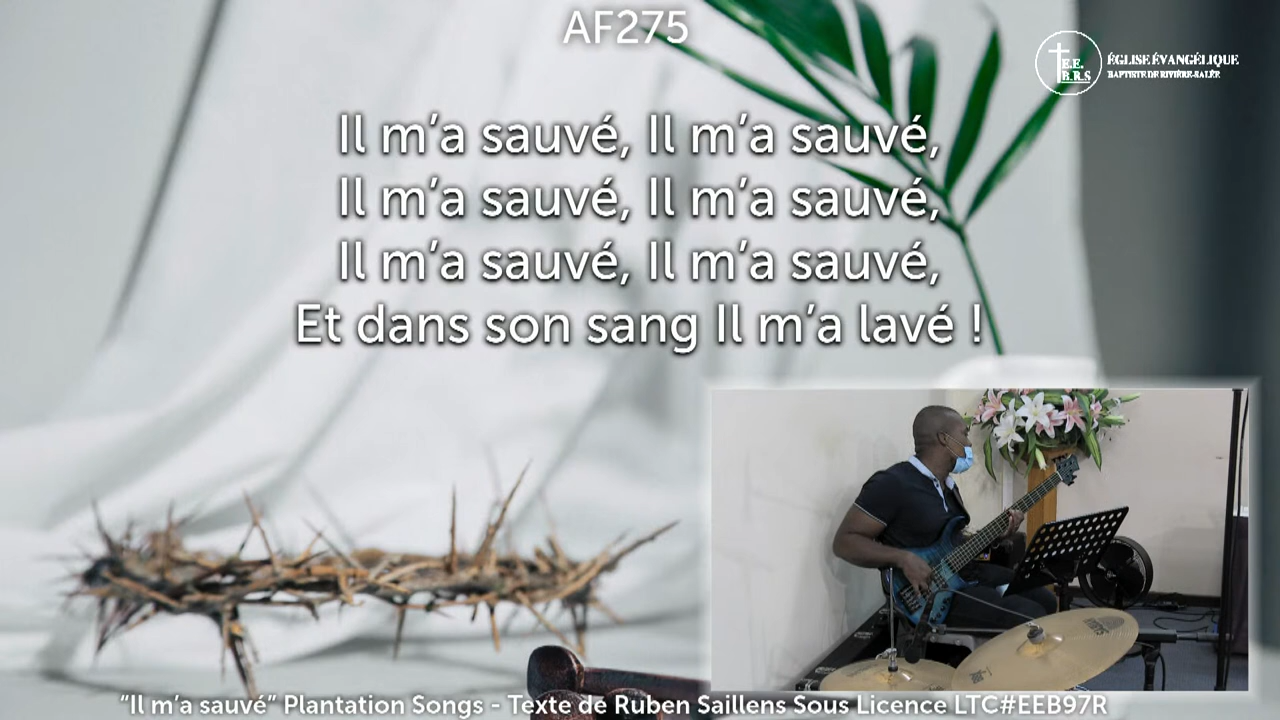 AF275
E.E.
B.R.S
ÉGLISE ÉVANGÉLIQUE
BAPTISTE DE RIVIÈRE-SALÉE
Il m’a sauvé, Il m’a sauvé,
Il m’a sauvé, Il m’a sauvé,
Il m’a sauvé, Il m’a sauvé,
Et dans son sang Il m’a lavé !
“Il m’a sauvé” Plantation Songs - Texte de Ruben Saillens Sous Licence LTC#EEB97R